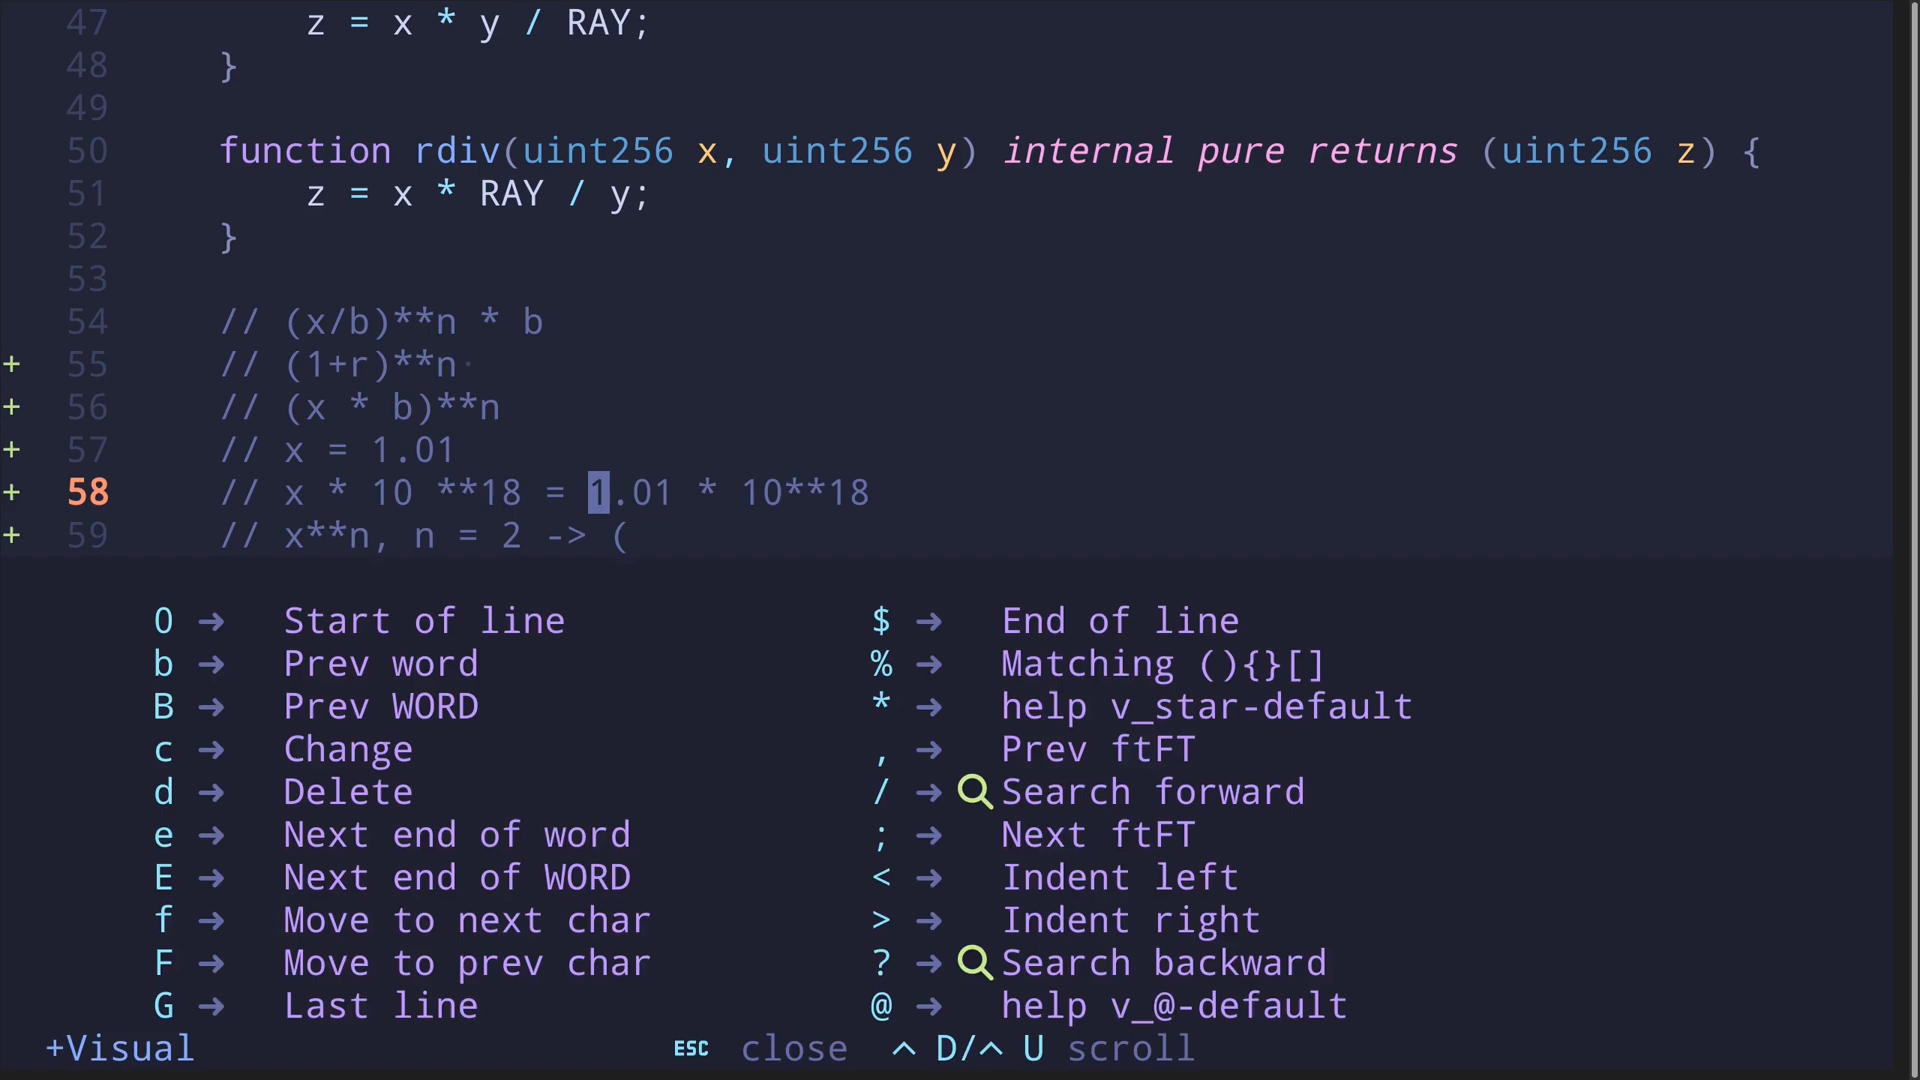 47 z = x * y / RAY;
48 }
49
50 function rdiv(uint256 x, uint256 y) internal pure returns (uint256 z) {
51 z = x * RAY / y;
52 }
53
54 // (x/b)**n * b
+ 55 // (1+r)**n·
+ 56 // (x * b)**n
+ 57 // x = 1.01
+ 58 // x * 10 **18 = 1.01 * 10**18
+ 59 // x**n, n = 2 -> (
0 ➜ Start of line $ ➜ End of line
b ➜ Prev word % ➜ Matching (){}[]
B ➜ Prev WORD * ➜ help v_star-default
c ➜ Change , ➜ Prev ftFT
d ➜ Delete / ➜ Search forward
e ➜ Next end of word ; ➜ Next ftFT
E ➜ Next end of WORD < ➜ Indent left
f ➜ Move to next char > ➜ Indent right
F ➜ Move to prev char ? ➜ Search backward
G ➜ Last line @ ➜ help v_@-default
+Visual ESC close ^ D/^ U scroll